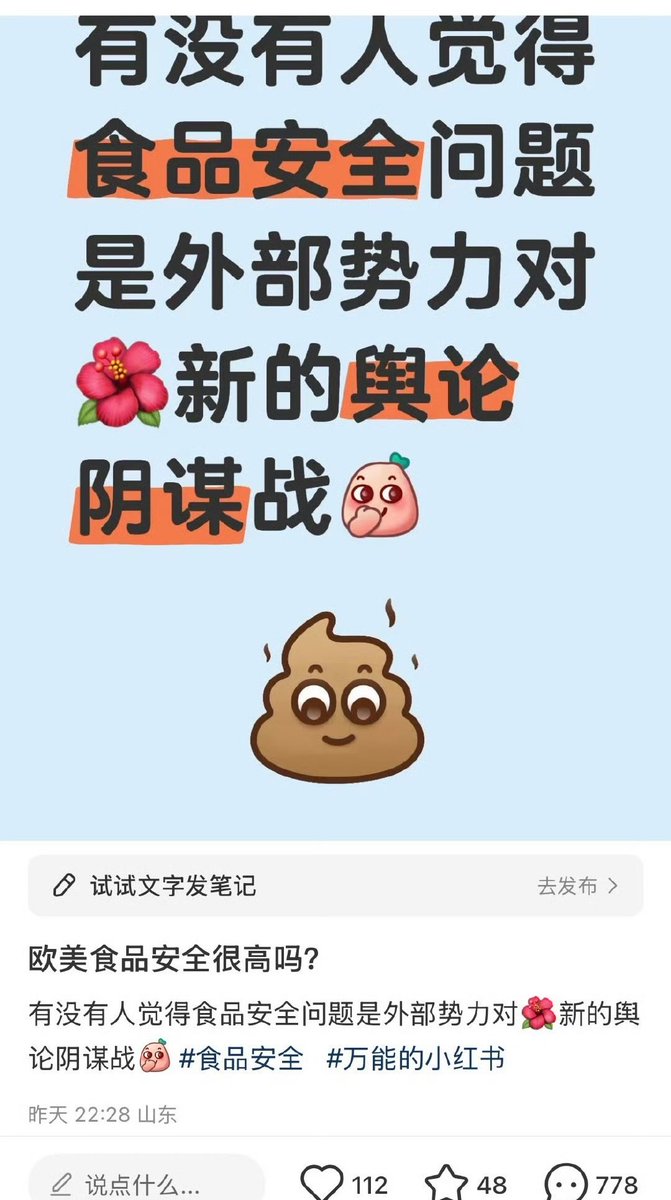 有没有人觉得
食品安全问题
是外部势力对
🌺新的舆论
阴谋战
试试文字发笔记
去发布
欧美食品安全很高吗?
有没有人觉得食品安全问题是外部势力对🌺新的舆
论阴谋战 #食品安全 #万能的小红书
昨天 22:28 山东
说点什么...
112
48
778